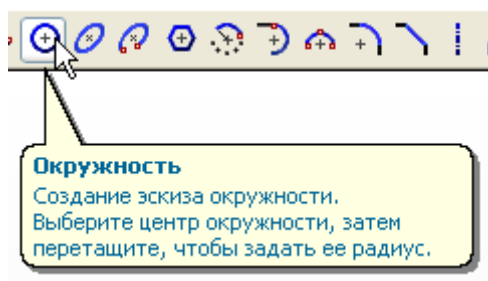 Окружность
Создание эскиза окружности.
Выберите центр окружности, затем
перетащите, чтобы задать ее радиус.